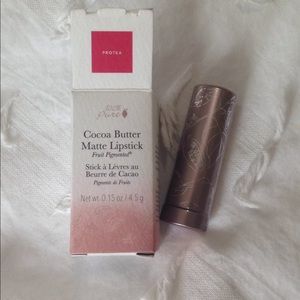 PROTEA
100%
Pure
Cocoa Butter
Matte Lipstick
Fruit Pigmented®
Stick à Lèvres au
Beurre de Cacao
Pigmente de Fruits
Net wt. 0.15 oz / 4.5 g